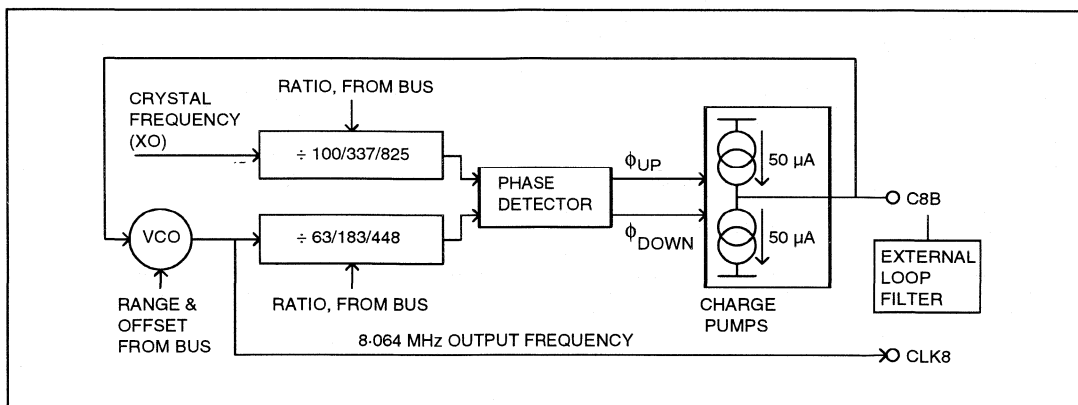 RATIO, FROM BUS
CRYSTAL
FREQUENCY
(XO)
÷ 100/337/825
PHASE
DETECTOR
ϕUP
ϕDOWN
50 µA
50 µA
C8B
VCO
÷ 63/183/448
EXTERNAL
LOOP
FILTER
RANGE &
OFFSET
FROM BUS
RATIO, FROM BUS
CHARGE
PUMPS
8·064 MHz OUTPUT FREQUENCY
CLK8